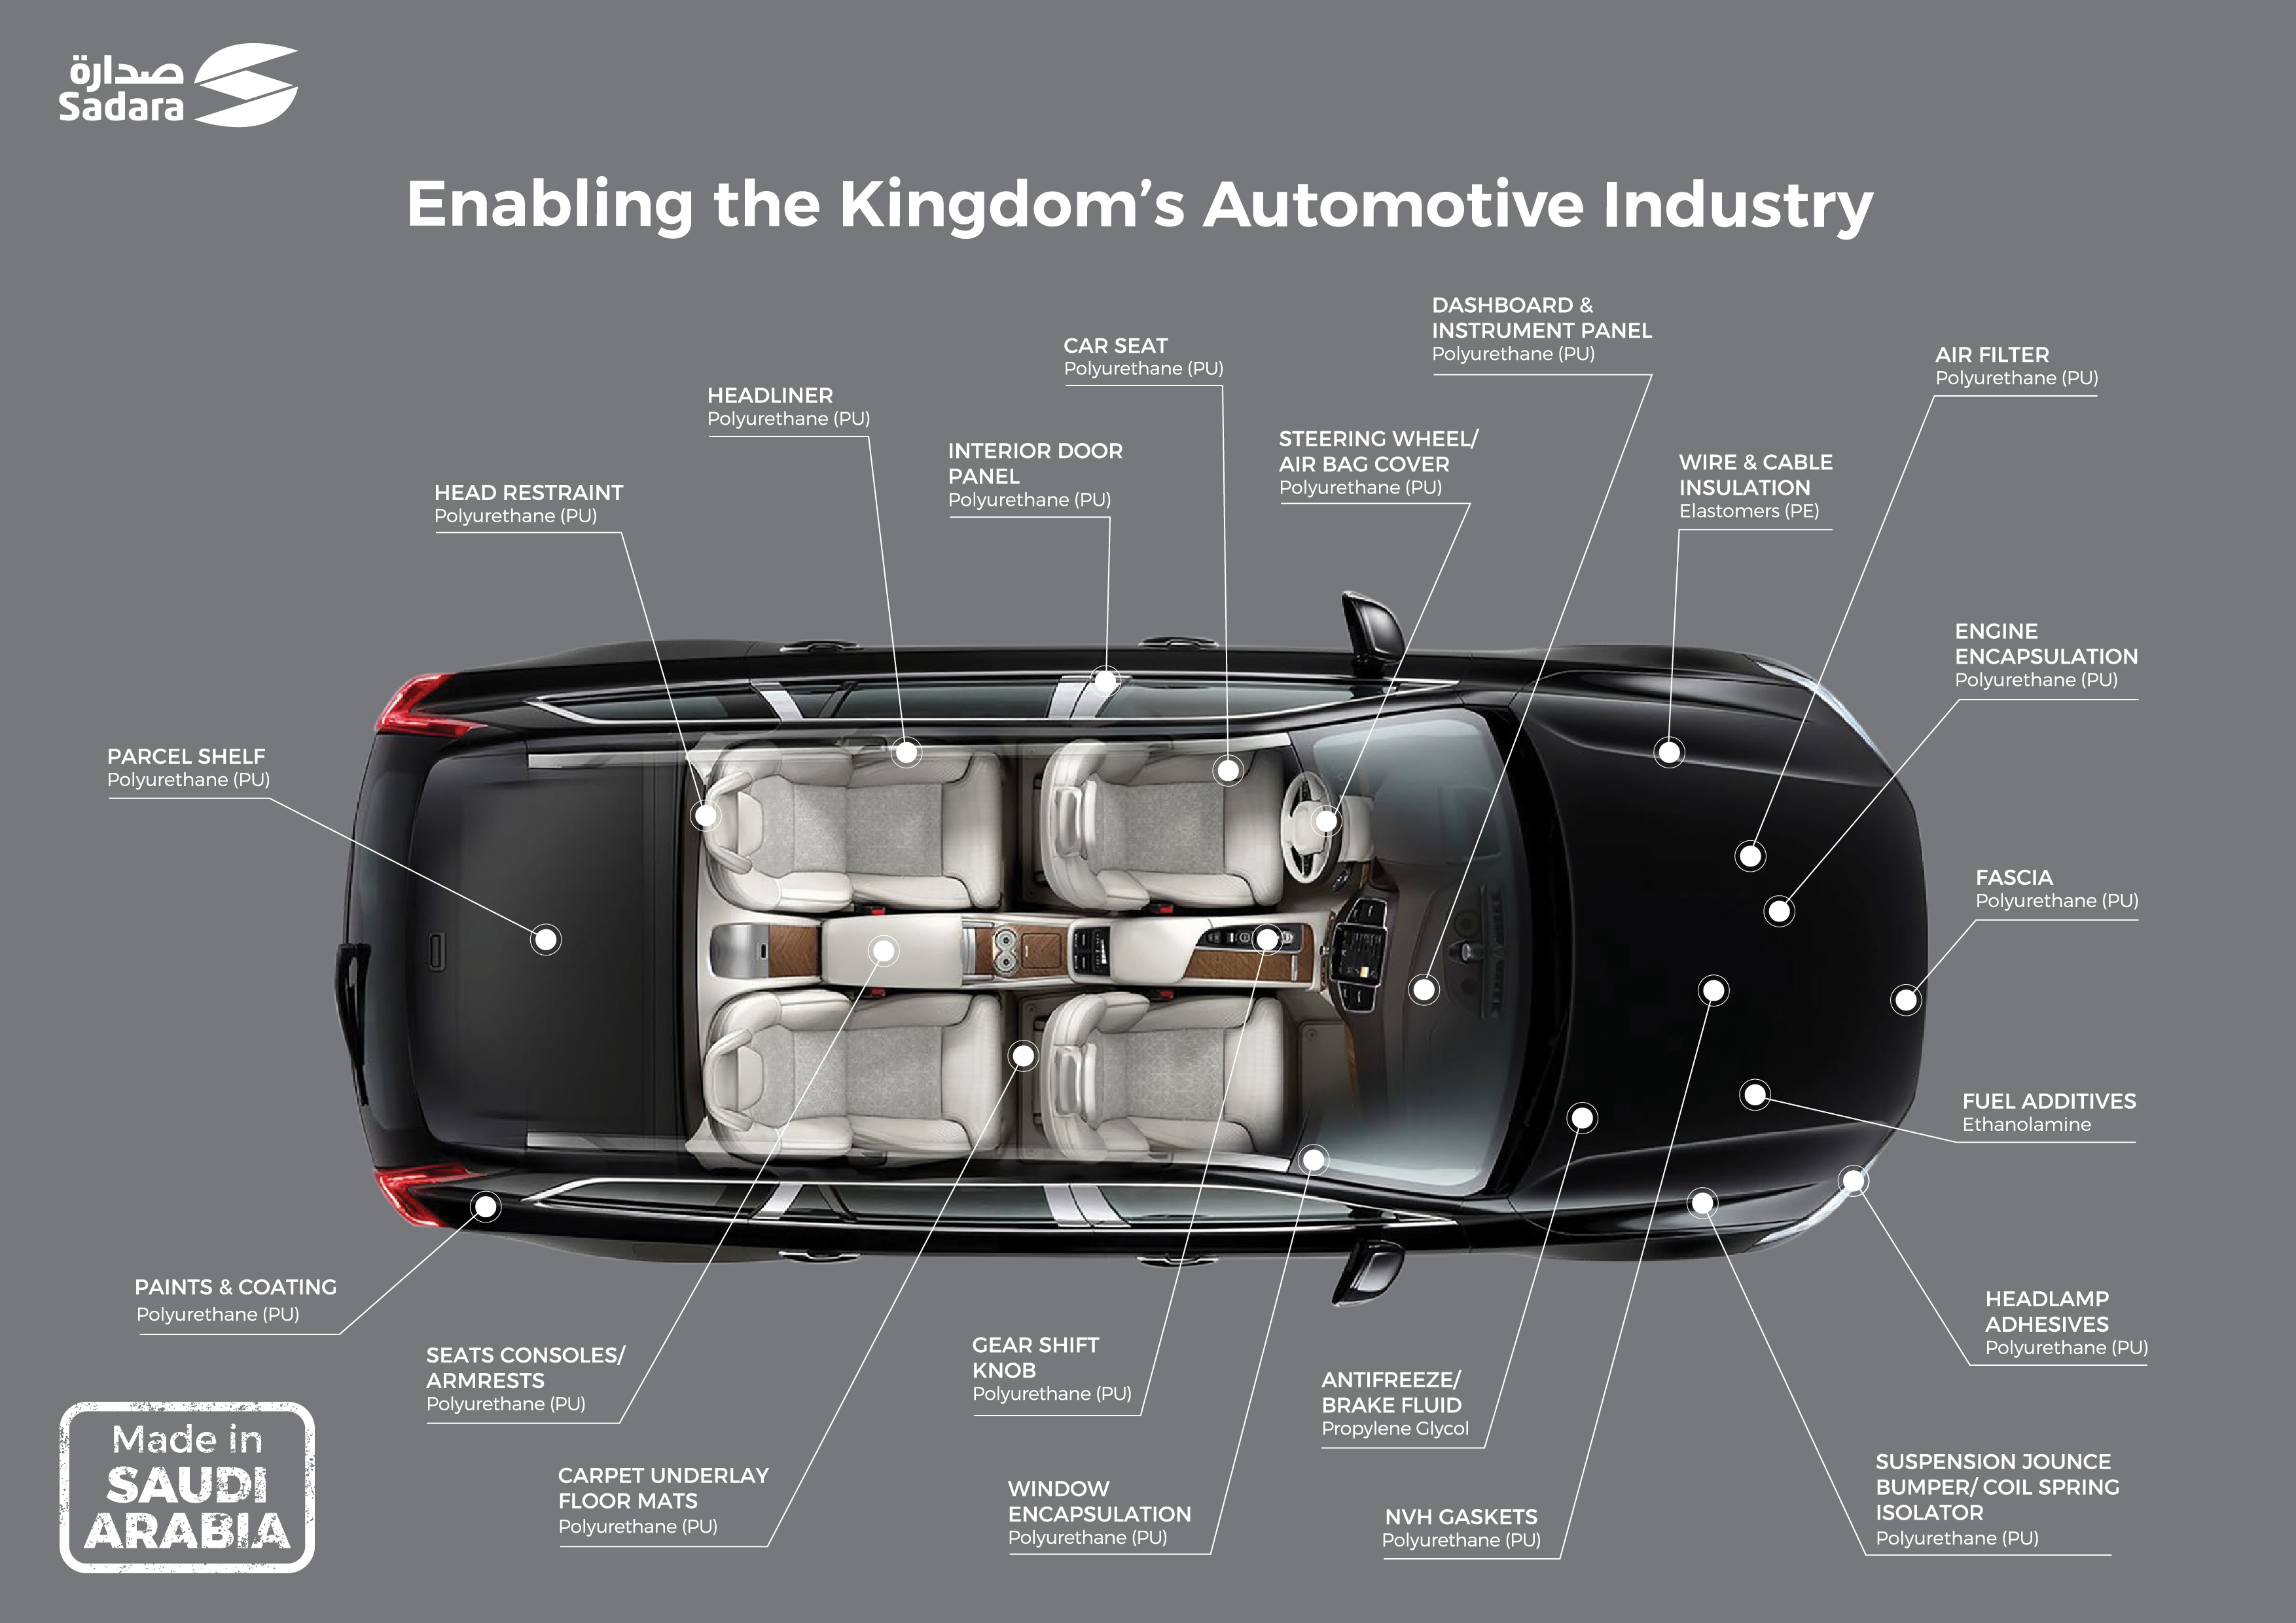 صدارة
Sadara
Enabling the Kingdom's Automotive Industry
DASHBOARD &
INSTRUMENT PANEL
Polyurethane (PU)
CAR SEAT
Polyurethane (PU)
AIR FILTER
Polyurethane (PU)
HEADLINER
Polyurethane (PU)
STEERING WHEEL/
AIR BAG COVER
Polyurethane (PU)
INTERIOR DOOR
PANEL
Polyurethane (PU)
WIRE & CABLE
INSULATION
Elastomers (PE)
HEAD RESTRAINT
Polyurethane (PU)
ENGINE
ENCAPSULATION
Polyurethane (PU)
PARCEL SHELF
Polyurethane (PU)
FASCIA
Polyurethane (PU)
FUEL ADDITIVES
Ethanolamine
PAINTS & COATING
Polyurethane (PU)
HEADLAMP
ADHESIVES
Polyurethane (PU)
SEATS CONSOLES/
ARMRESTS
Polyurethane (PU)
GEAR SHIFT
KNOB
Polyurethane (PU)
ANTIFREEZE/
BRAKE FLUID
Propylene Glycol
CARPET UNDERLAY
FLOOR MATS
Polyurethane (PU)
WINDOW
ENCAPSULATION
Polyurethane (PU)
NVH GASKETS
Polyurethane (PU)
SUSPENSION JOUNCE
BUMPER/ COIL SPRING
ISOLATOR
Polyurethane (PU)
Made in
SAUDI
ARABIA